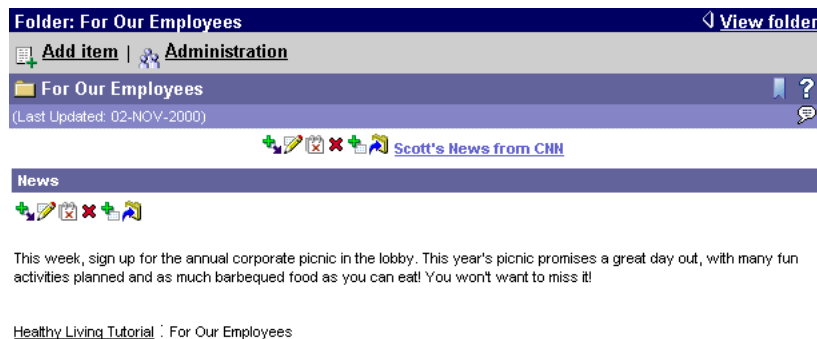 Folder: For Our Employees View folder
Add item | Administration
For Our Employees ?
(Last Updated: 02-NOV-2000)
Scott's News from CNN
News
This week, sign up for the annual corporate picnic in the lobby. This year's picnic promises a great day out, with many fun
activities planned and as much barbequed food as you can eat! You won't want to miss it!
Healthy Living Tutorial : For Our Employees